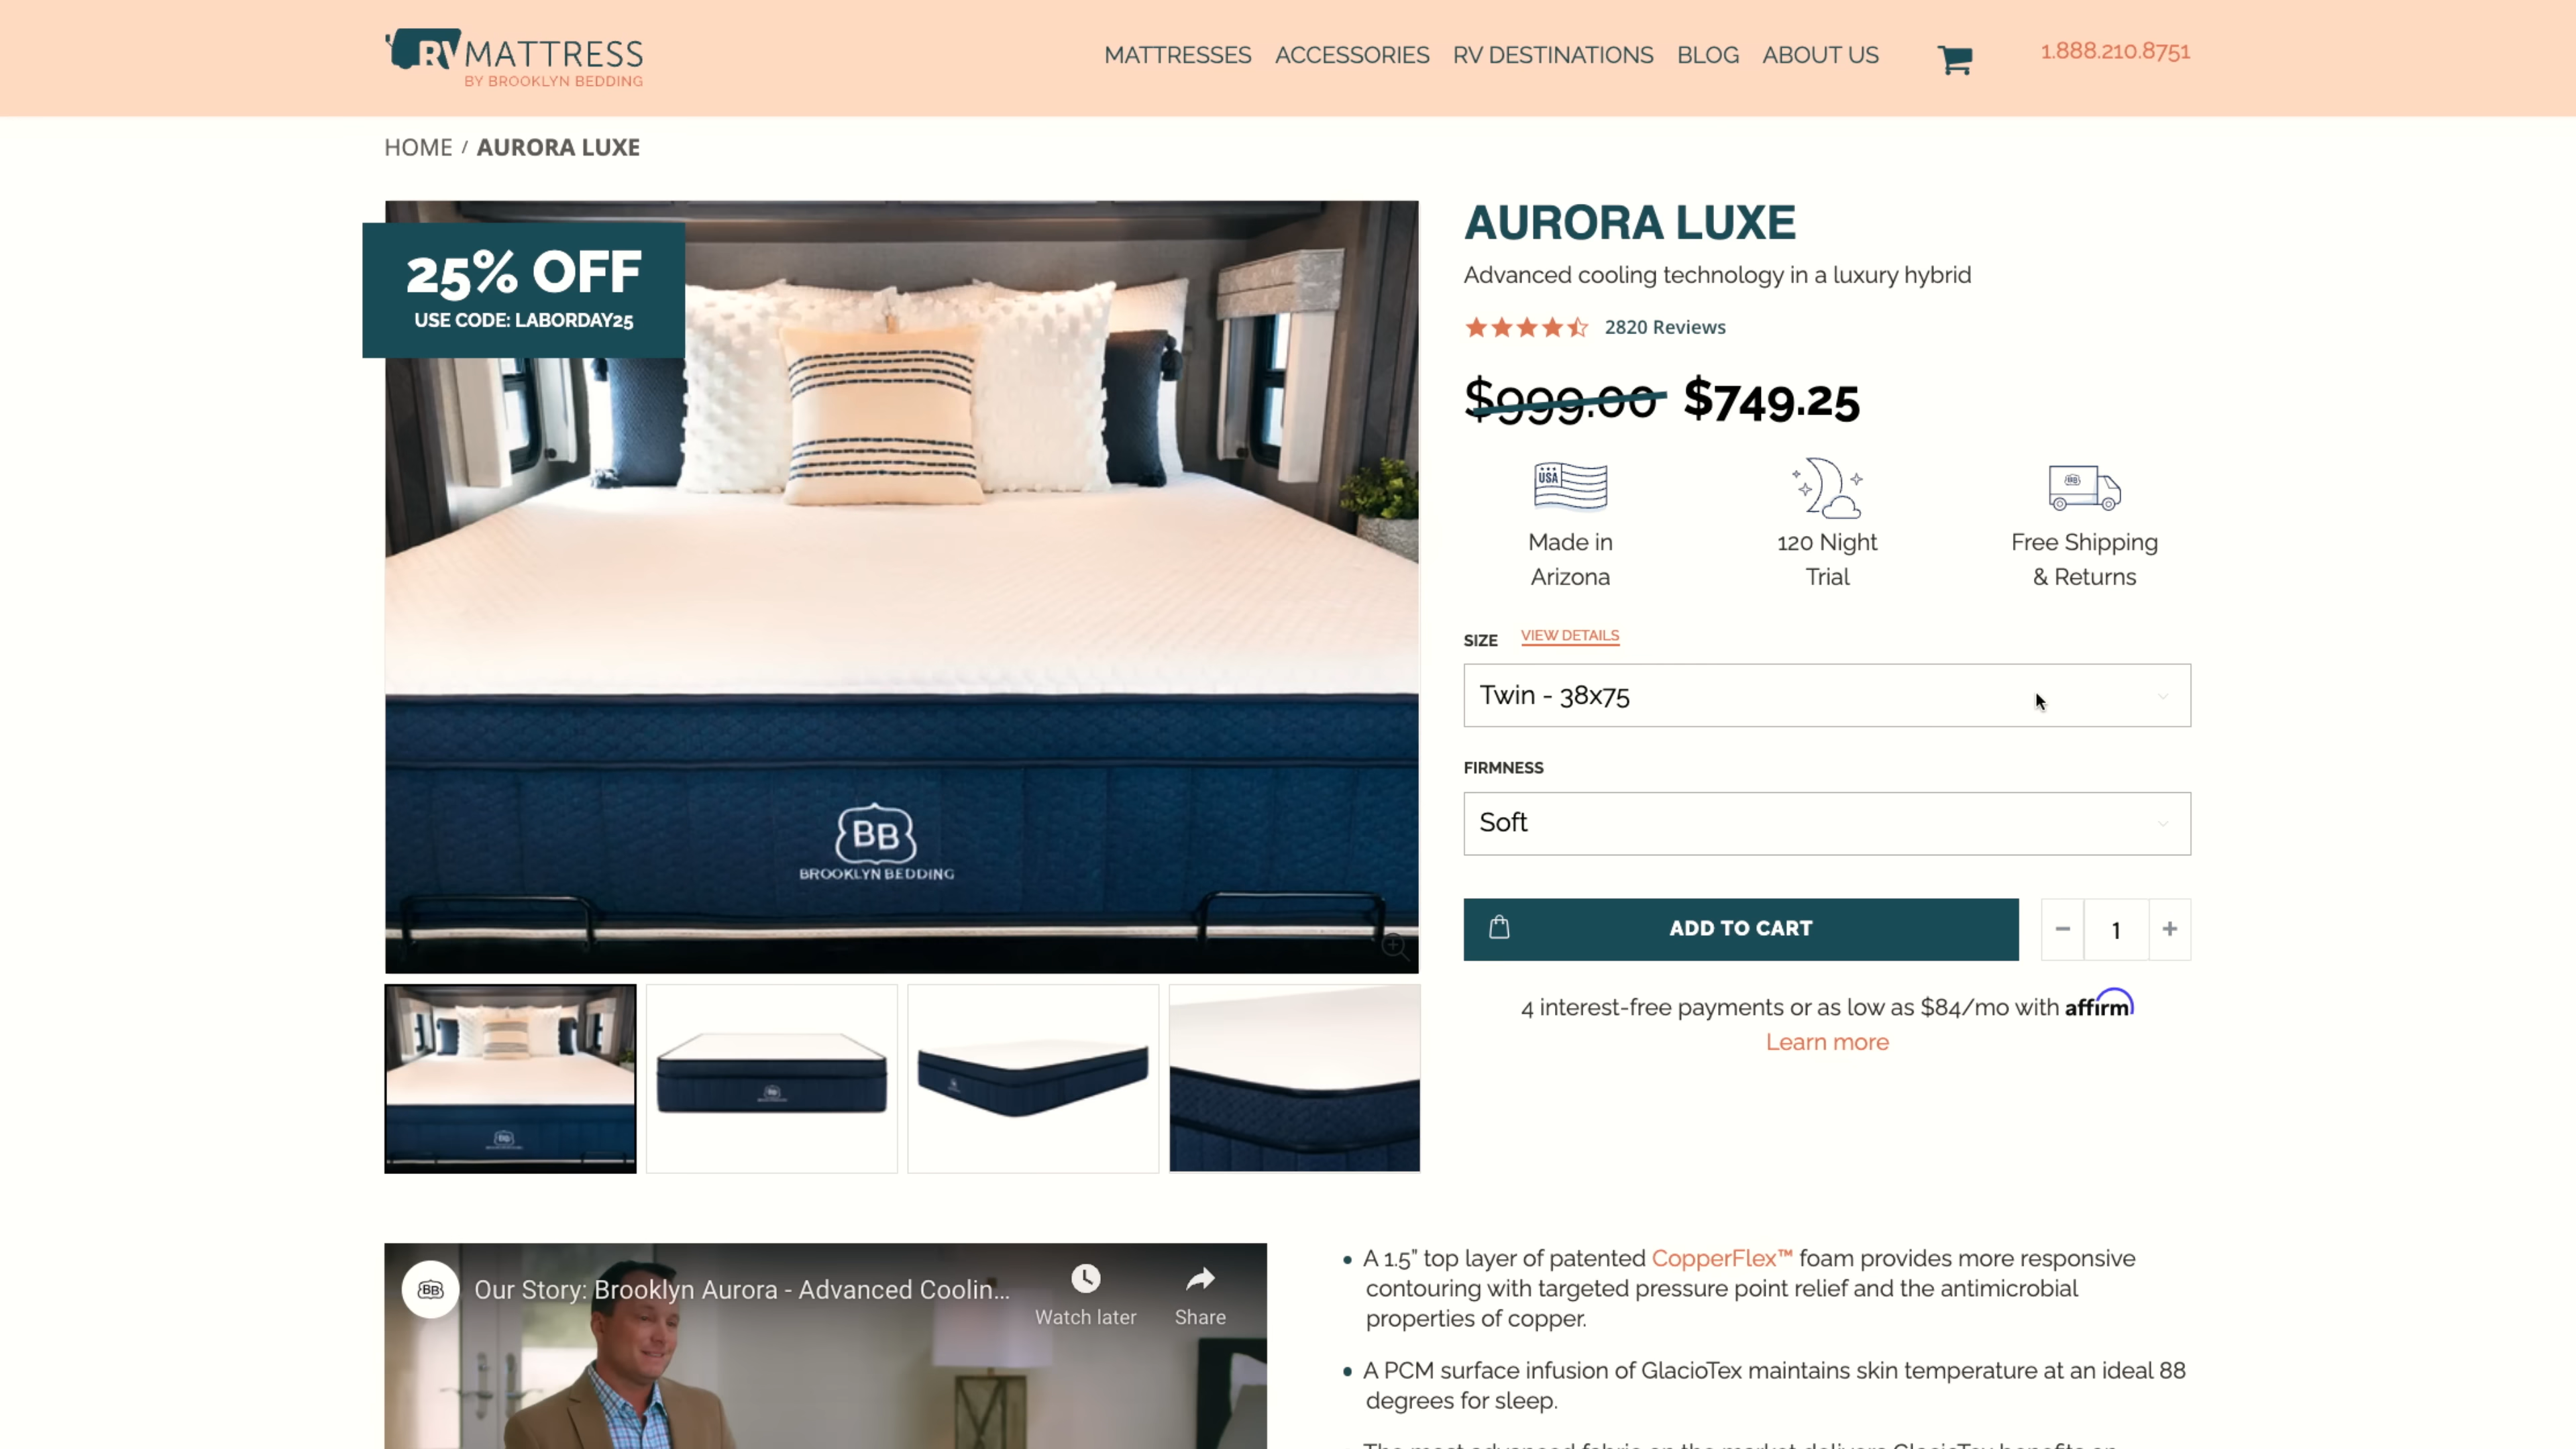 RV MATTRESS
BY BROOKLYN BEDDING
MATTRESSES ACCESSORIES RV DESTINATIONS BLOG ABOUT US
1.888.210.8751
HOME / AURORA LUXE
25% OFF
USE CODE: LABORDAY25
BB
BROOKLYN BEDDING
AURORA LUXE
Advanced cooling technology in a luxury hybrid
2820 Reviews
$999.00 $749.25
USA
BB
Made in
Arizona
120 Night
Trial
Free Shipping
& Returns
SIZE VIEW DETAILS
Twin - 38x75
FIRMNESS
Soft
ADD TO CART
1
4 interest-free payments or as low as $84/mo with affirm
Learn more
BB
Our Story: Brooklyn Aurora - Advanced Coolin...
Watch later
Share
• A 1.5” top layer of patented CopperFlex™ foam provides more responsive
contouring with targeted pressure point relief and the antimicrobial
properties of copper.
• A PCM surface infusion of GlacioTex maintains skin temperature at an ideal 88
degrees for sleep.